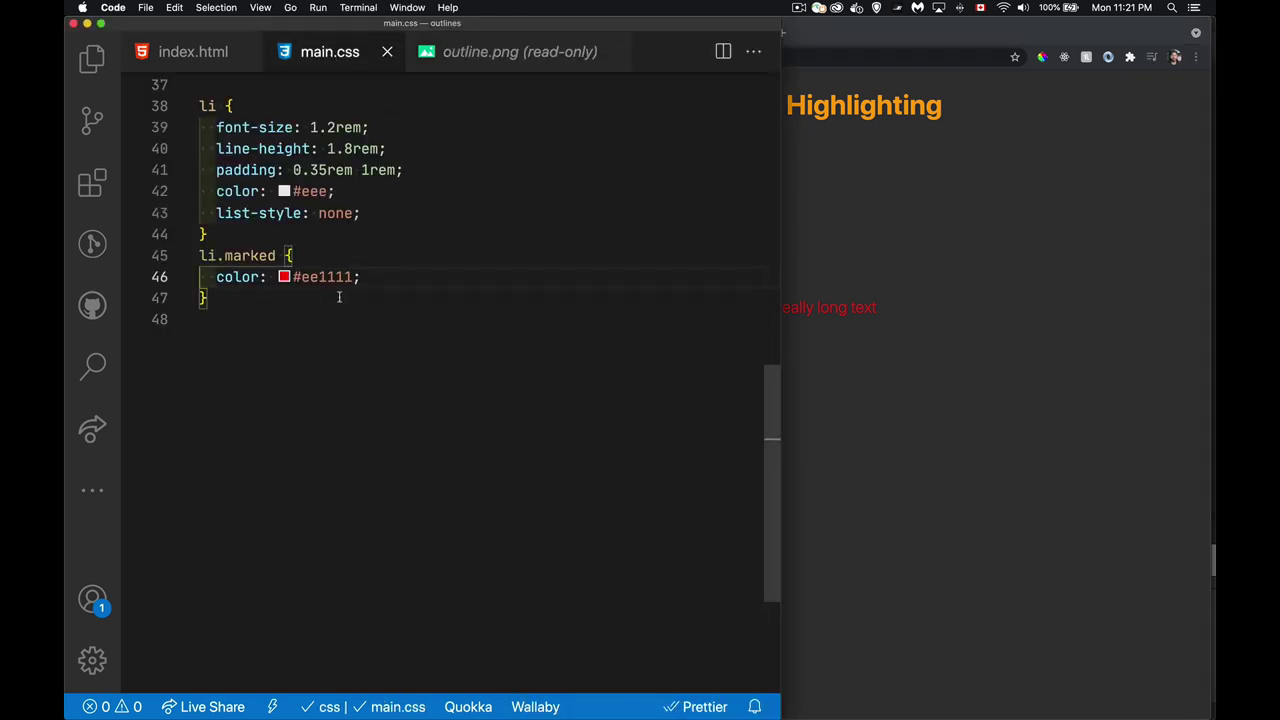 Code File Edit Selection View Go Run Terminal Window Help 100% Mon 11:21 PM
main.css — outlines
index.html main.css outline.png (read-only)
37
38 li {
39 font-size: 1.2rem;
40 line-height: 1.8rem;
41 padding: 0.35rem 1rem;
42 color: #eee;
43 list-style: none;
44 }
45 li.marked {
46 color: #ee1111;
47 }
48
Highlighting
eally long text
1
0 0 Live Share css | main.css Quokka Wallaby Prettier